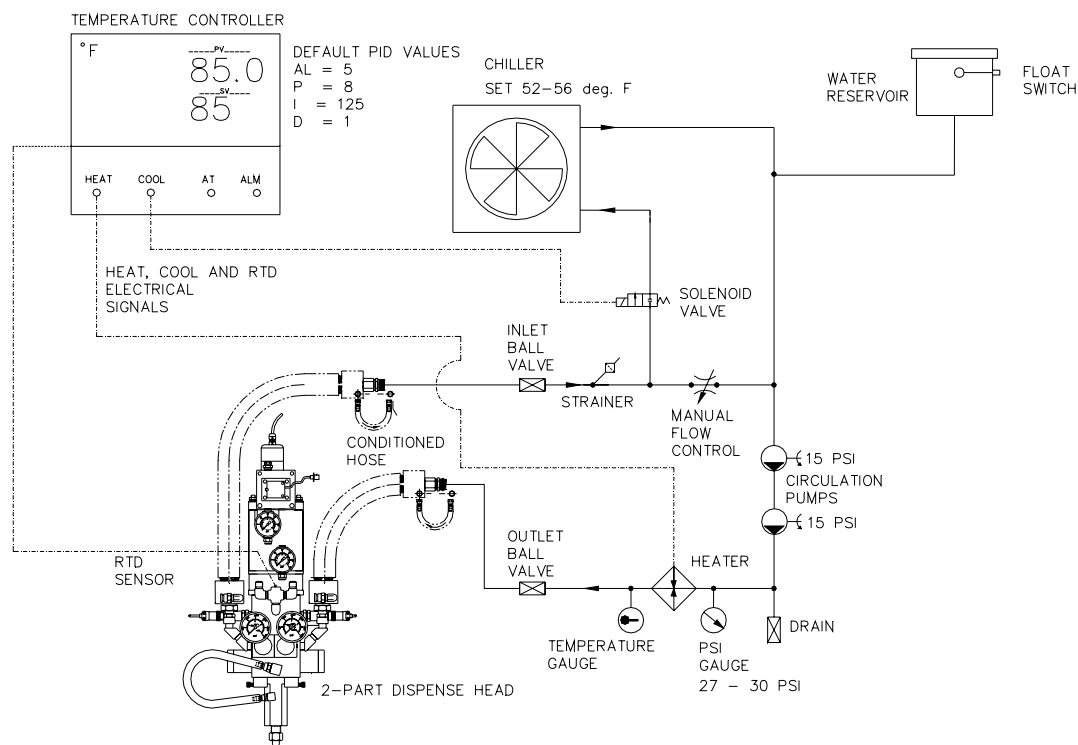 TEMPERATURE CONTROLLER
°F
PV
85.0
SV
85
HEAT
COOL
AT
ALM
DEFAULT PID VALUES
AL = 5
P = 8
I = 125
D = 1
CHILLER
SET 52–56 deg. F
WATER
RESERVOIR
FLOAT
SWITCH
HEAT, COOL AND RTD
ELECTRICAL
SIGNALS
SOLENOID
VALVE
INLET
BALL
VALVE
STRAINER
MANUAL
FLOW
CONTROL
CONDITIONED
HOSE
15 PSI
CIRCULATION
PUMPS
15 PSI
OUTLET
BALL
VALVE
HEATER
RTD
SENSOR
DRAIN
TEMPERATURE
GAUGE
PSI
GAUGE
27 – 30 PSI
2–PART DISPENSE HEAD